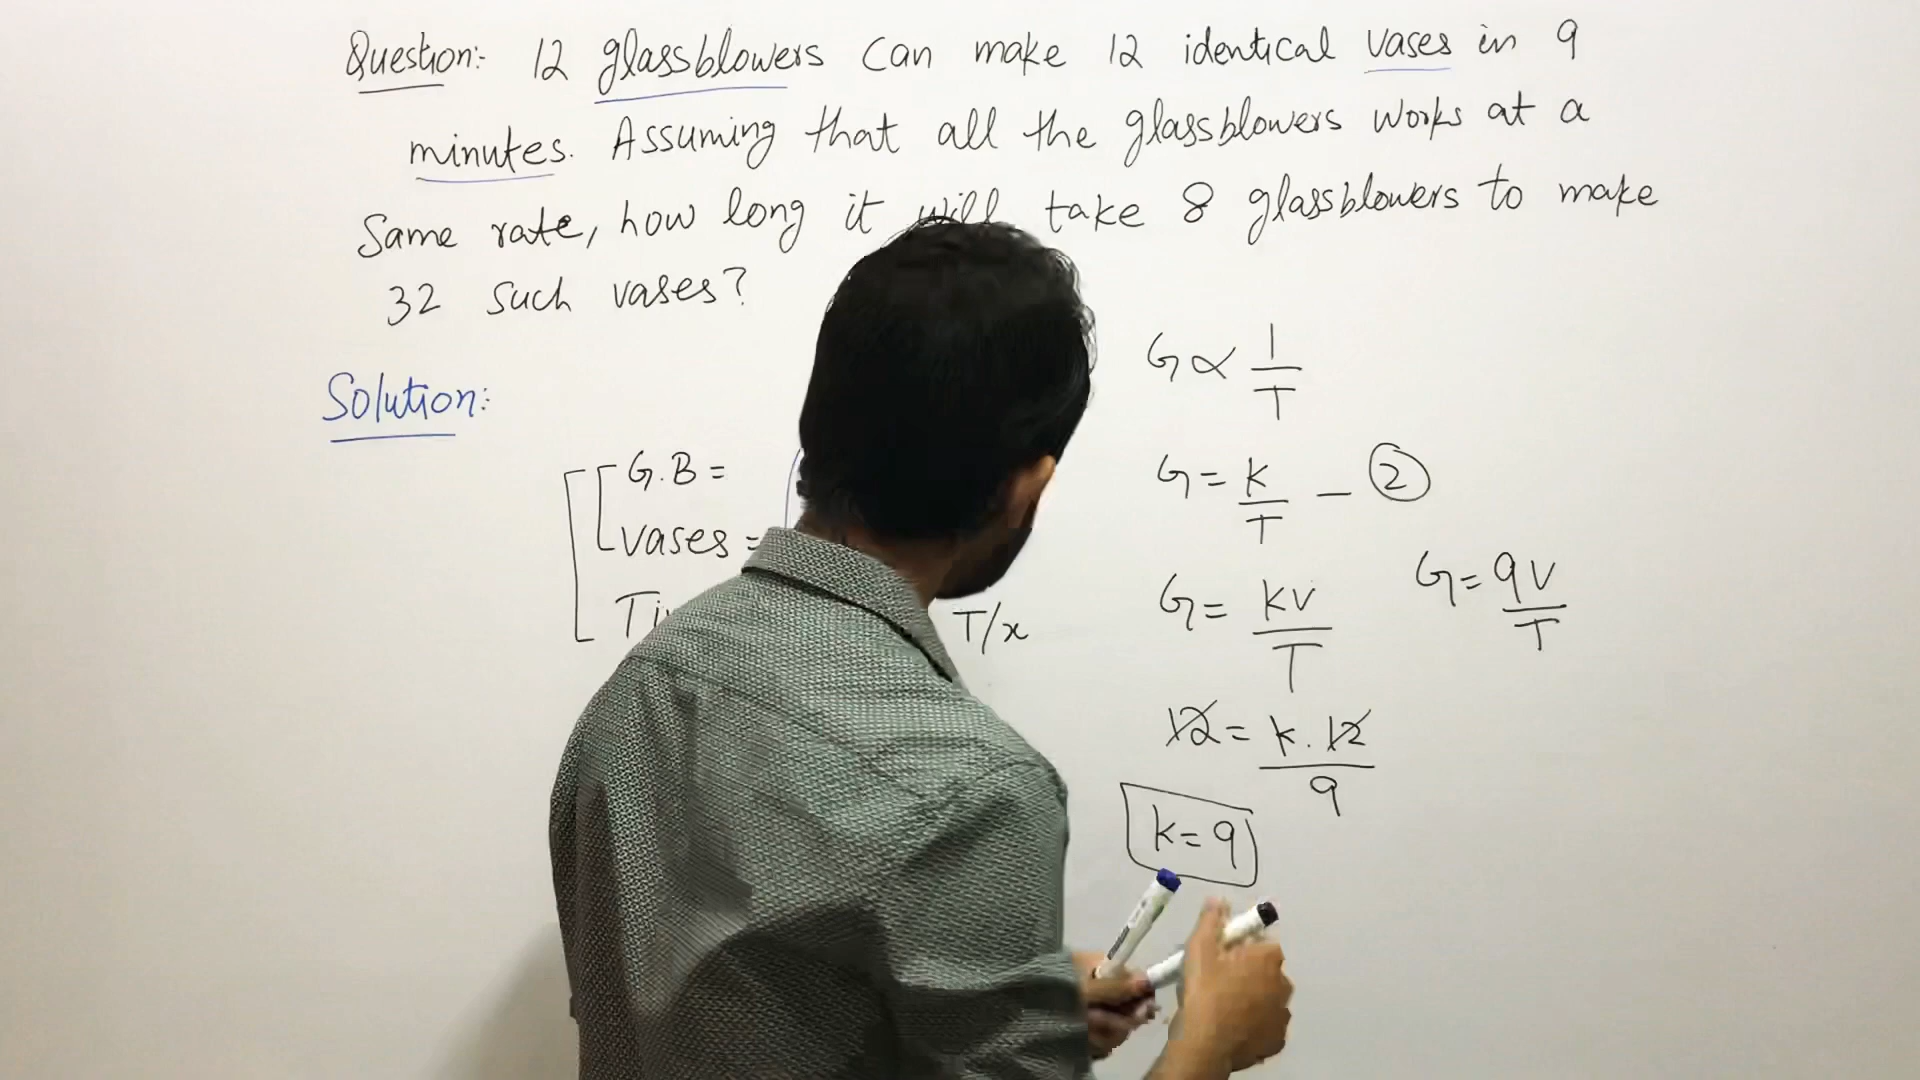 Question:- 12 glassblowers can make 12 identical vases in 9
minutes. Assuming that all the glassblowers works at a
Same rate, how long it will take 8 glassblowers to make
32 such vases?
Solution:
G ∝ 1/T
G.B =
G = k/T — ②
vases =
G = kv/T
G = 9v/T
T/x
12 = k.12/9
k = 9